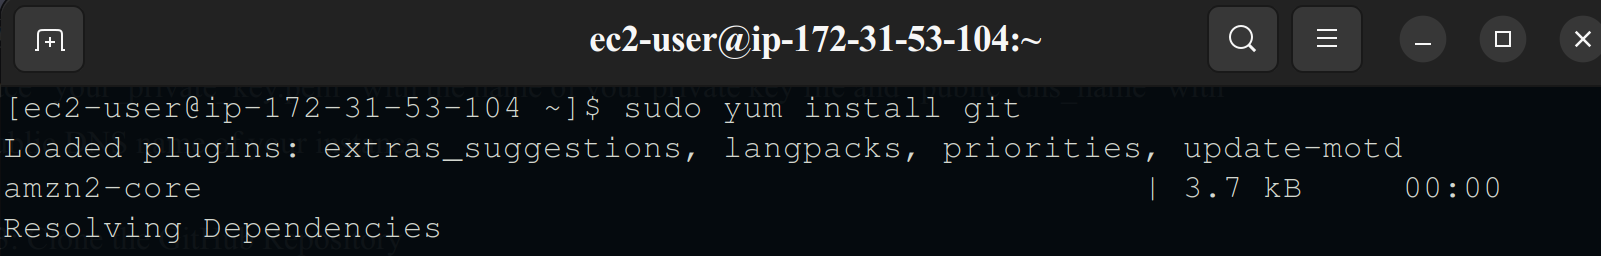 ec2-user@ip-172-31-53-104:~
[ec2-user@ip-172-31-53-104 ~]$ sudo yum install git
Loaded plugins: extras_suggestions, langpacks, priorities, update-motd
amzn2-core | 3.7 kB 00:00
Resolving Dependencies